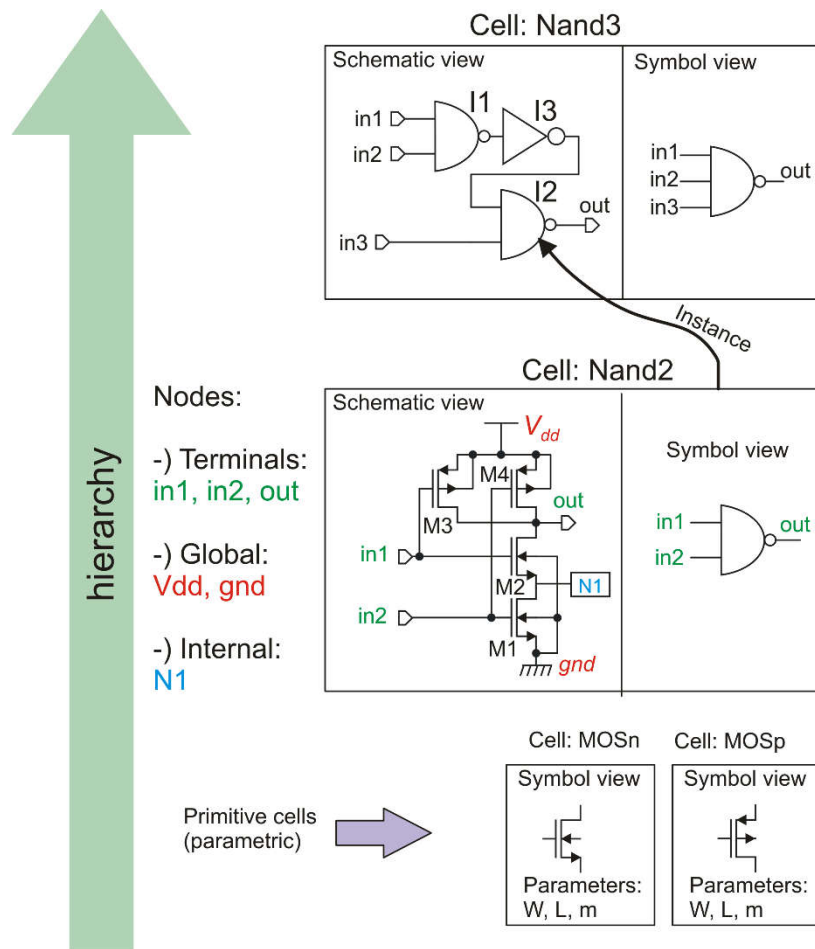 Cell: Nand3
Schematic view
Symbol view
I1
I3
in1
in2
I2
out
in3
in1
in2
in3
out
Instance
Cell: Nand2
hierarchy
Nodes:
-) Terminals:
in1, in2, out
-) Global:
Vdd, gnd
-) Internal:
N1
Schematic view
Vdd
M4
M3
out
in1
M2
N1
in2
M1
gnd
Symbol view
in1
in2
out
Primitive cells
(parametric)
Cell: MOSn
Symbol view
Parameters:
W, L, m
Cell: MOSp
Symbol view
Parameters:
W, L, m